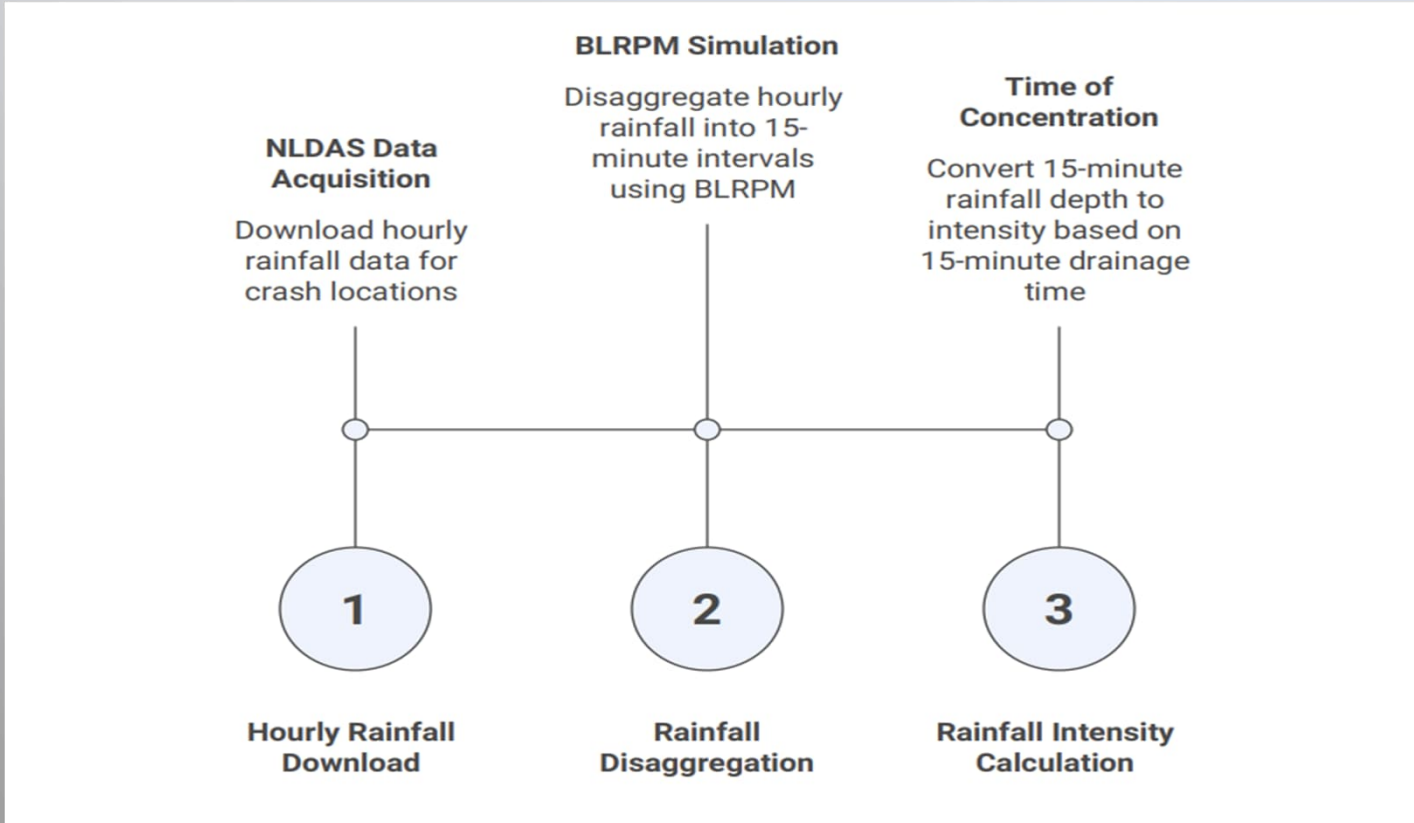 NLDAS Data
Acquisition
Download hourly
rainfall data for
crash locations
BLRPM Simulation
Disaggregate hourly
rainfall into 15-
minute intervals
using BLRPM
Time of
Concentration
Convert 15-minute
rainfall depth to
intensity based on
15-minute drainage
time
1
2
3
Hourly Rainfall
Download
Rainfall
Disaggregation
Rainfall Intensity
Calculation